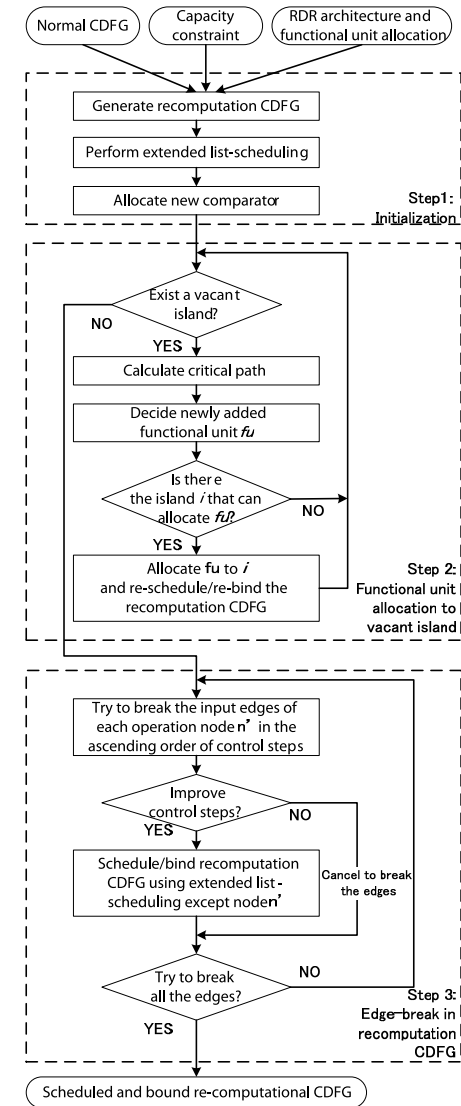 Normal CDFG
Capacity
constraint
RDR architecture and
functional unit allocation
Generate recomputation CDFG
Perform extended list-scheduling
Allocate new comparator
Step1:
Initialization
Exist a vacant
island?
NO
YES
Calculate critical path
Decide newly added
functional unit fu
Is there
the island i that can
allocate fu?
NO
YES
Allocate fu to i
and re-schedule/re-bind the
recomputation CDFG
Step 2:
Functional unit
allocation to
vacant island
Try to break the input edges of
each operation node n' in the
ascending order of control steps
Improve
control steps?
NO
YES
Schedule/bind recomputation
CDFG using extended list-
scheduling except node n'
Cancel to break
the edges
Try to break
all the edges?
NO
YES
Step 3:
Edge-break in
recomputation
CDFG
Scheduled and bound re-computational CDFG